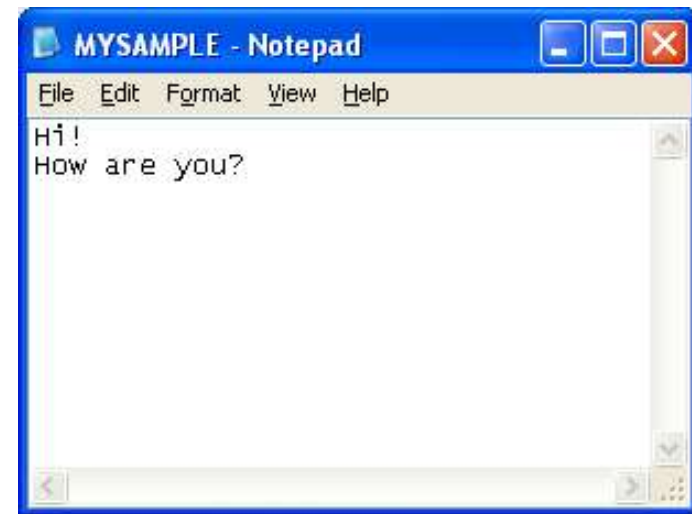 MYSAMPLE - Notepad
File Edit Format View Help
Hi!
How are you?